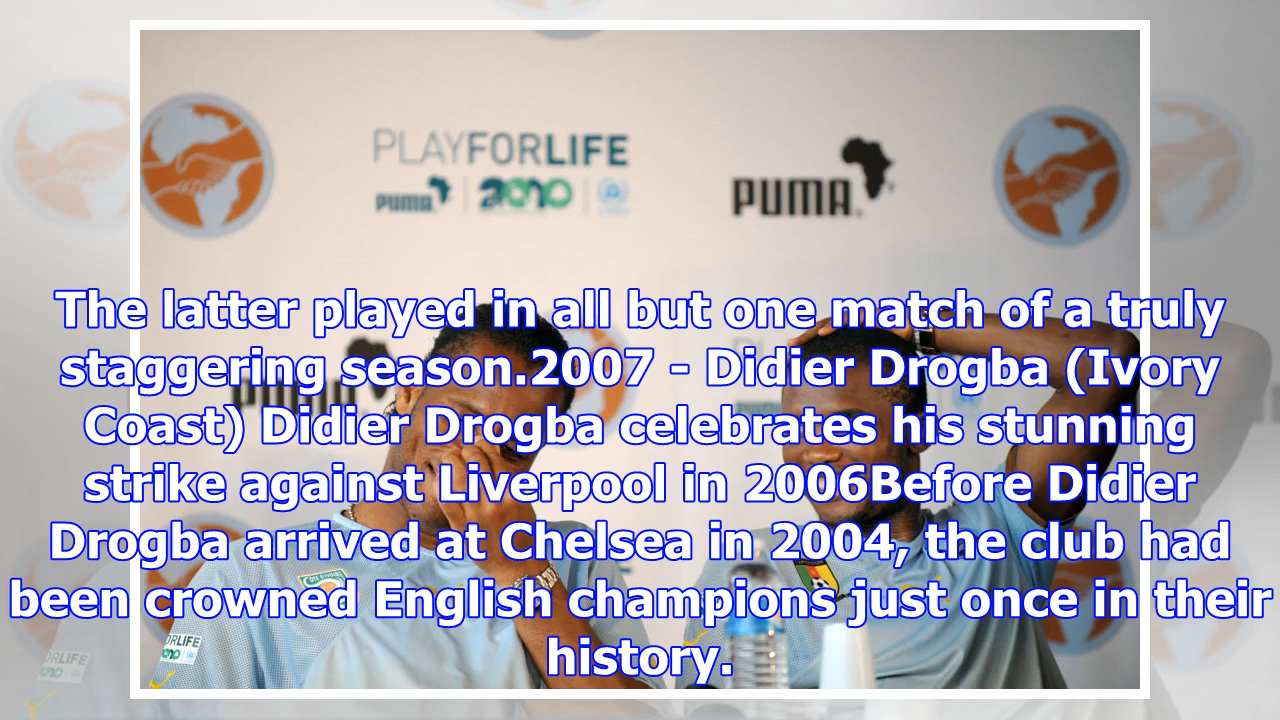 PLAYFORLIFE
PUMA 2010
PUMA
The latter played in all but one match of a truly
staggering season.2007 - Didier Drogba (Ivory
Coast) Didier Drogba celebrates his stunning
strike against Liverpool in 2006Before Didier
Drogba arrived at Chelsea in 2004, the club had
been crowned English champions just once in their
history.
ORLIFE
FORLIFE